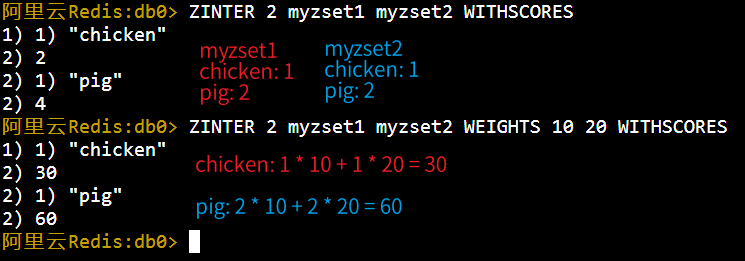 阿里云Redis:db0> ZINTER 2 myzset1 myzset2 WITHSCORES
1) 1) "chicken"
2) 2
2) 1) "pig"
2) 4
myzset1
chicken: 1
pig: 2
myzset2
chicken: 1
pig: 2
阿里云Redis:db0> ZINTER 2 myzset1 myzset2 WEIGHTS 10 20 WITHSCORES
1) 1) "chicken"
2) 30
2) 1) "pig"
2) 60
chicken: 1 * 10 + 1 * 20 = 30
pig: 2 * 10 + 2 * 20 = 60
阿里云Redis:db0>